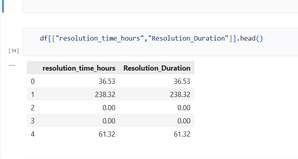 df[["resolution_time_hours","Resolution_Duration"]].head()
resolution_time_hours Resolution_Duration
0 36.53 36.53
1 238.32 238.32
2 0.00 0.00
3 0.00 0.00
4 61.32 61.32